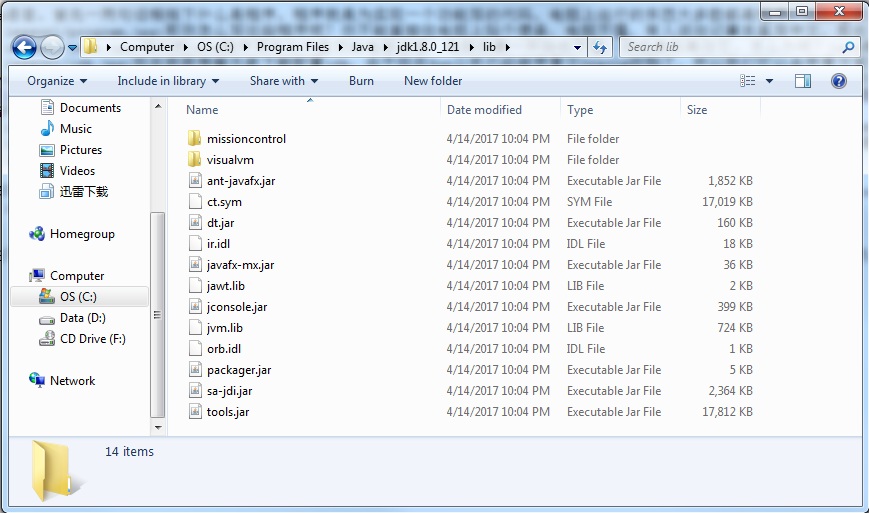 Computer ▸ OS (C:) ▸ Program Files ▸ Java ▸ jdk1.8.0_121 ▸ lib ▸
Search lib
Organize Include in library Share with Burn New folder
Documents
Music
Pictures
Videos
迅雷下载
Homegroup
Computer
OS (C:)
Data (D:)
CD Drive (F:)
Network
Name Date modified Type Size
missioncontrol 4/14/2017 10:04 PM File folder
visualvm 4/14/2017 10:04 PM File folder
ant-javafx.jar 4/14/2017 10:04 PM Executable Jar File 1,852 KB
ct.sym 4/14/2017 10:04 PM SYM File 17,019 KB
dt.jar 4/14/2017 10:04 PM Executable Jar File 160 KB
ir.idl 4/14/2017 10:04 PM IDL File 18 KB
javafx-mx.jar 4/14/2017 10:04 PM Executable Jar File 36 KB
jawt.lib 4/14/2017 10:04 PM LIB File 2 KB
jconsole.jar 4/14/2017 10:04 PM Executable Jar File 399 KB
jvm.lib 4/14/2017 10:04 PM LIB File 724 KB
orb.idl 4/14/2017 10:04 PM IDL File 1 KB
packager.jar 4/14/2017 10:04 PM Executable Jar File 5 KB
sa-jdi.jar 4/14/2017 10:04 PM Executable Jar File 2,364 KB
tools.jar 4/14/2017 10:04 PM Executable Jar File 17,812 KB
14 items